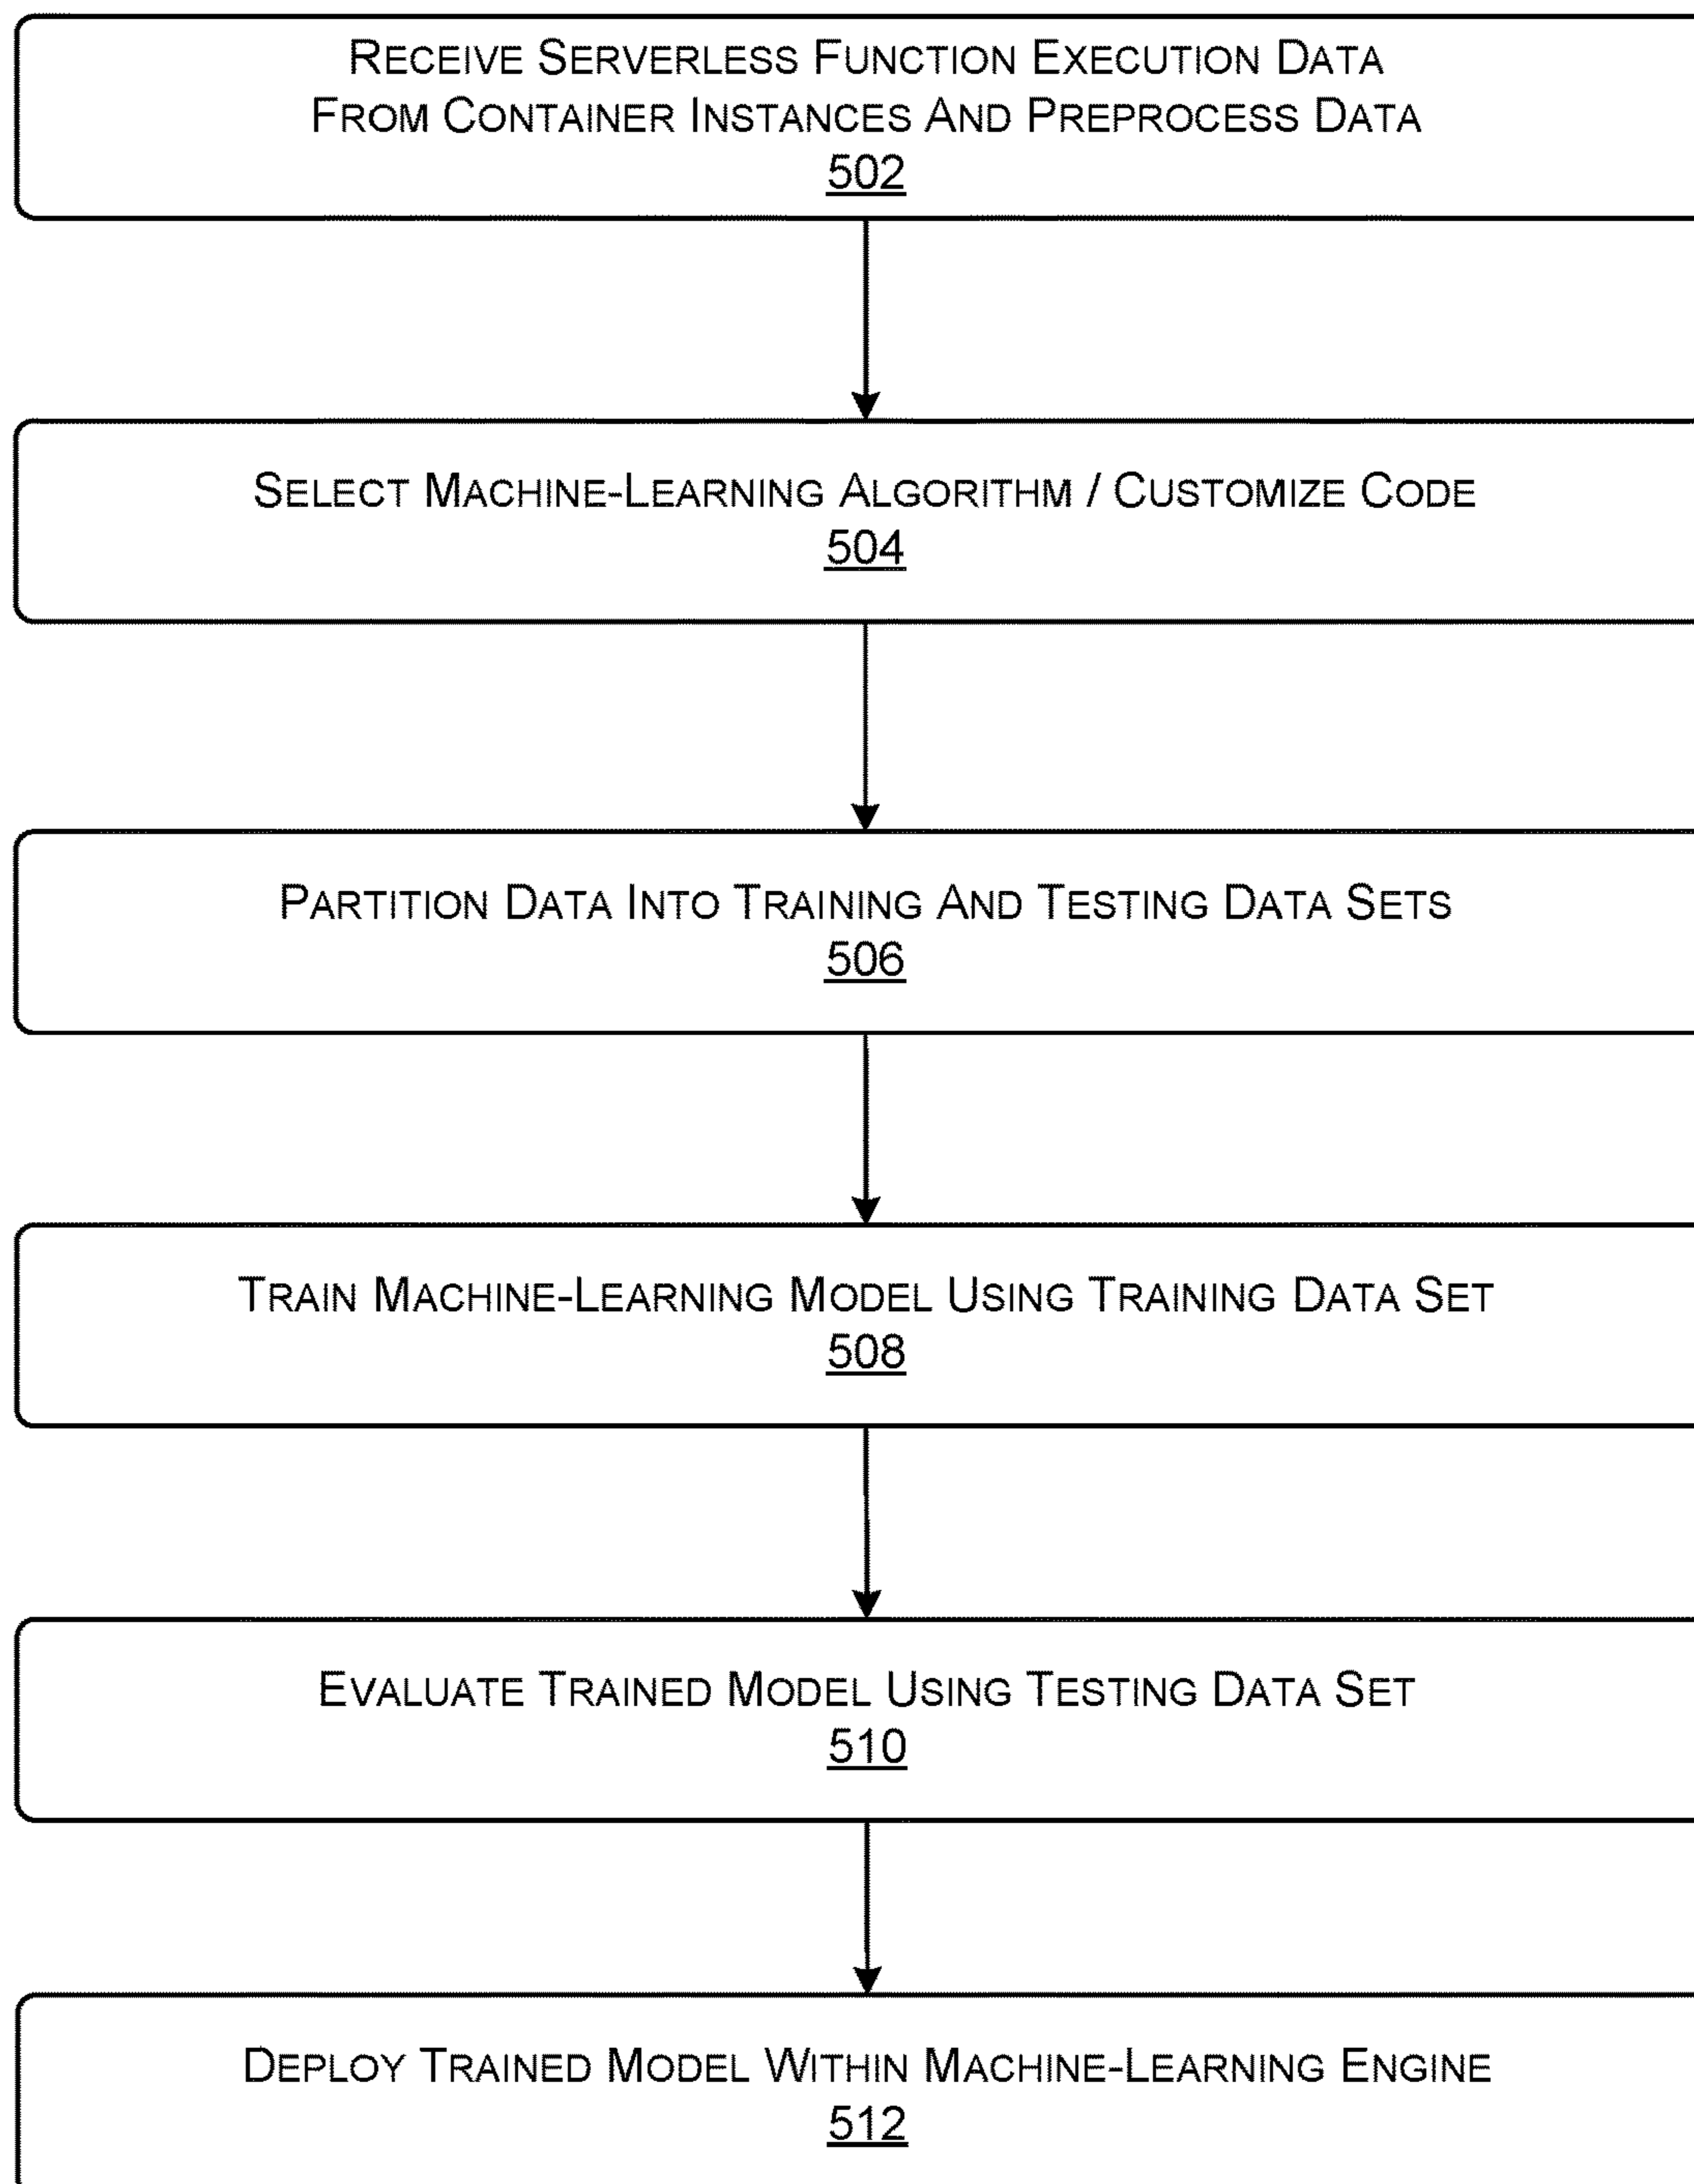 RECEIVE SERVERLESS FUNCTION EXECUTION DATA
FROM CONTAINER INSTANCES AND PREPROCESS DATA
502
SELECT MACHINE-LEARNING ALGORITHM / CUSTOMIZE CODE
504
PARTITION DATA INTO TRAINING AND TESTING DATA SETS
506
TRAIN MACHINE-LEARNING MODEL USING TRAINING DATA SET
508
EVALUATE TRAINED MODEL USING TESTING DATA SET
510
DEPLOY TRAINED MODEL WITHIN MACHINE-LEARNING ENGINE
512